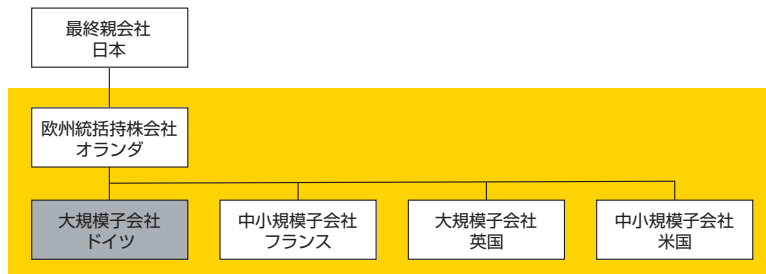 最終親会社
日本
欧州統括持株会社
オランダ
大規模子会社
ドイツ
中小規模子会社
フランス
大規模子会社
英国
中小規模子会社
米国